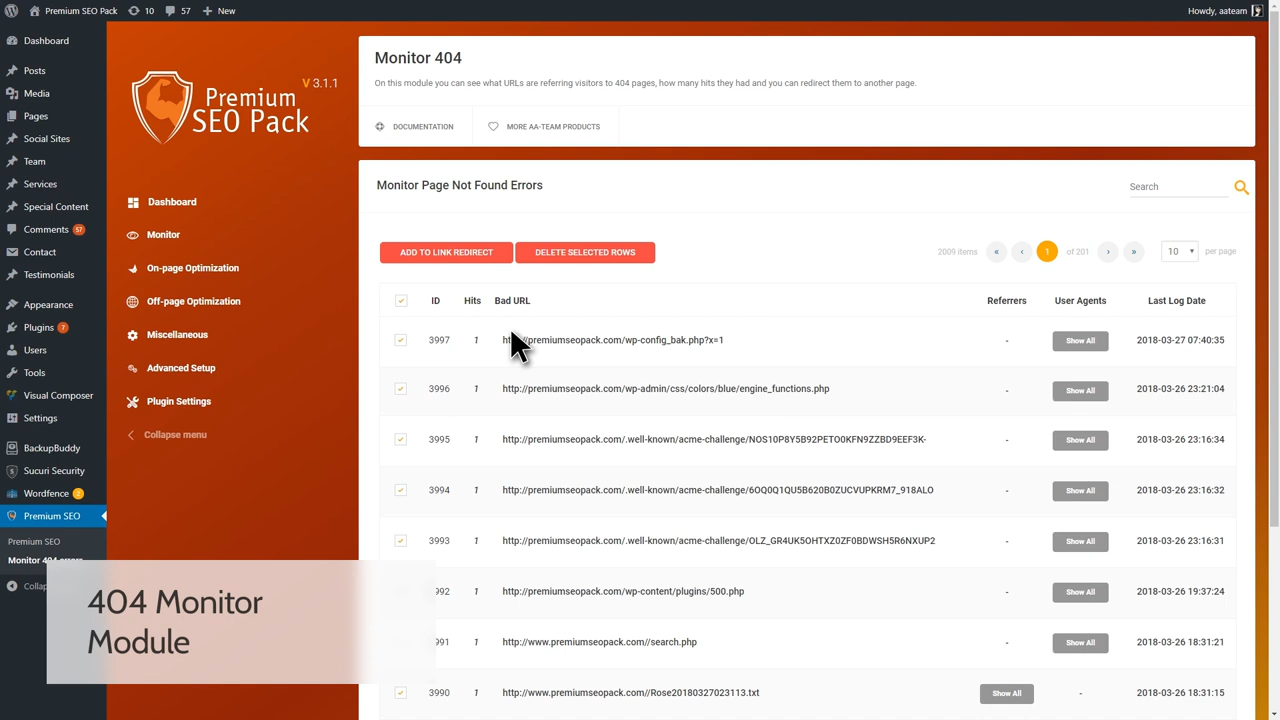 Premium SEO Pack 10 57 New Howdy, aateam
Dashboard
Posts
Media
Pages
Social Sites
Team
Services
Special Content
Comments 57
Contact
Testimonials
Appearance
Plugins 7
Users
Tools
Visual Composer
Settings
BackupBuddy
Sucuri Security
Wordfence 2
Premium SEO
Premium SEO
Monitor 404 errors
V 3.1.1
Premium
SEO Pack
Dashboard
Monitor
On-page Optimization
Off-page Optimization
Miscellaneous
Advanced Setup
Plugin Settings
Collapse menu
Monitor 404
On this module you can see what URLs are referring visitors to 404 pages, how many hits they had and you can redirect them to another page.
DOCUMENTATION MORE AA-TEAM PRODUCTS
Monitor Page Not Found Errors
Search
ADD TO LINK REDIRECT DELETE SELECTED ROWS 2009 items « ‹ 1 of 201 › » 10 per page
ID Hits Bad URL Referrers User Agents Last Log Date
3997 1 premiumseopack.com/wp-config_bak.php?x=1 - Show All 2018-03-27 07:40:35
3996 1 http://premiumseopack.com/wp-admin/css/colors/blue/engine_functions.php - Show All 2018-03-26 23:21:04
3995 1 http://premiumseopack.com/.well-known/acme-challenge/NOS10P8Y5B92PETO0KFN9ZZBD9EEF3K- - Show All 2018-03-26 23:16:34
3994 1 http://premiumseopack.com/.well-known/acme-challenge/6OQ0Q1QU5B620B0ZUCVUPKRM7_918ALO - Show All 2018-03-26 23:16:32
3993 1 http://premiumseopack.com/.well-known/acme-challenge/OLZ_GR4UK5OHTXZ0ZF0BDWSH5R6NXUP2 - Show All 2018-03-26 23:16:31
992 1 http://premiumseopack.com/wp-content/plugins/500.php - Show All 2018-03-26 19:37:24
991 1 http://www.premiumseopack.com//search.php - Show All 2018-03-26 18:31:21
3990 1 http://www.premiumseopack.com//Rose20180327023113.txt Show All - 2018-03-26 18:31:15
404 Monitor
Module